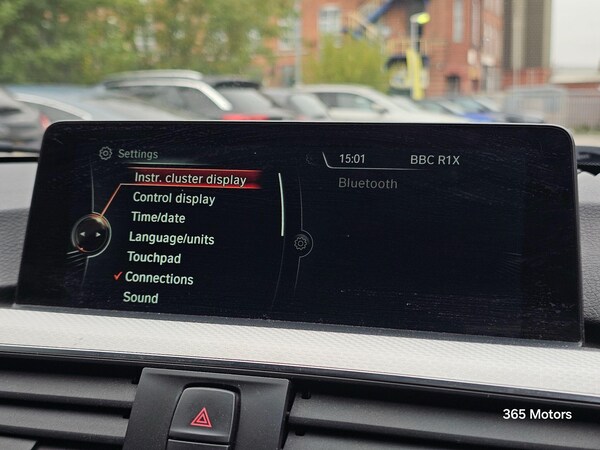 Settings
15:01 BBC R1X
Instr. cluster display
Bluetooth
Control display
Time/date
Language/units
Touchpad
Connections
Sound
365 Motors